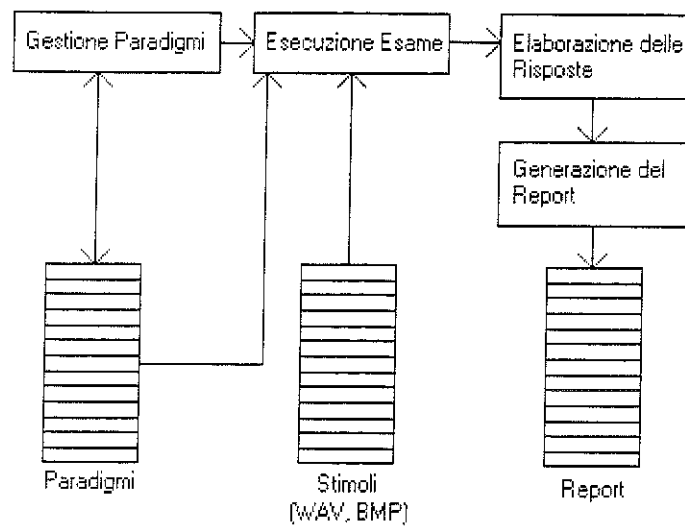 Gestione Paradigmi
Esecuzione Esame
Elaborazione delle
Risposte
Generazione del
Report
Paradigmi
Stimoli
(WAV, BMP)
Report